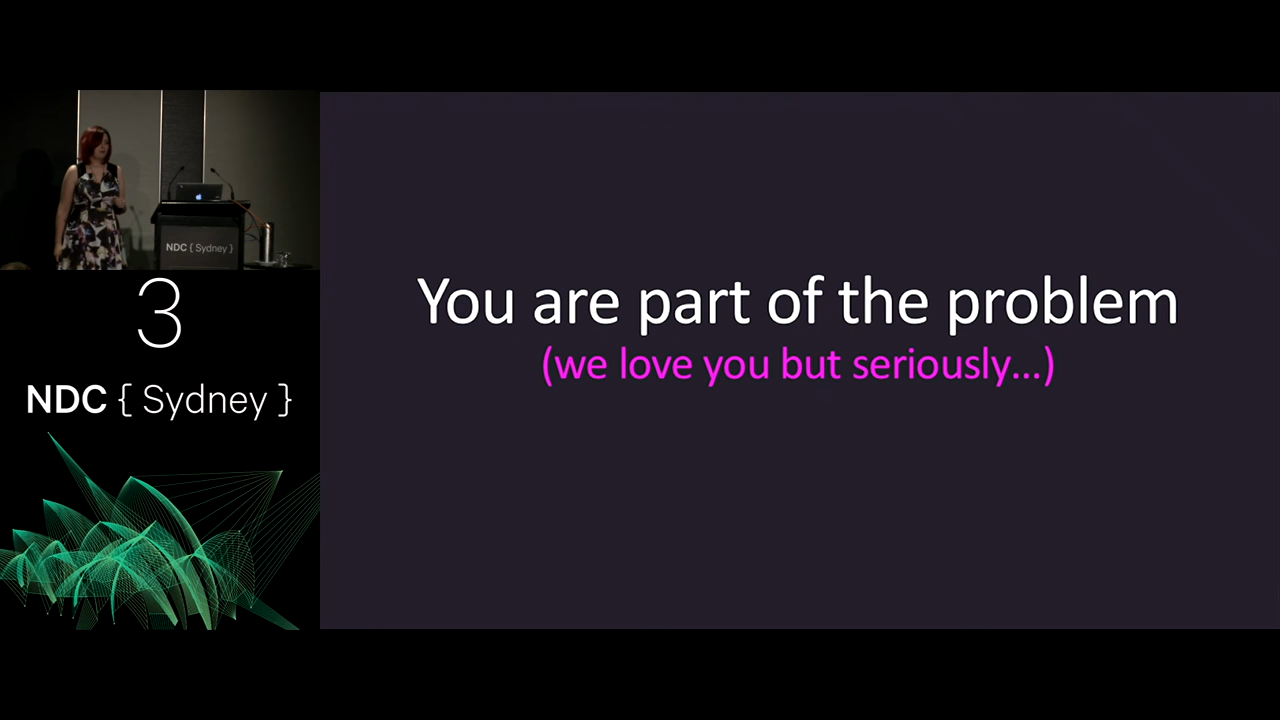 NDC { Sydney }
3
NDC { Sydney }
You are part of the problem
(we love you but seriously...)